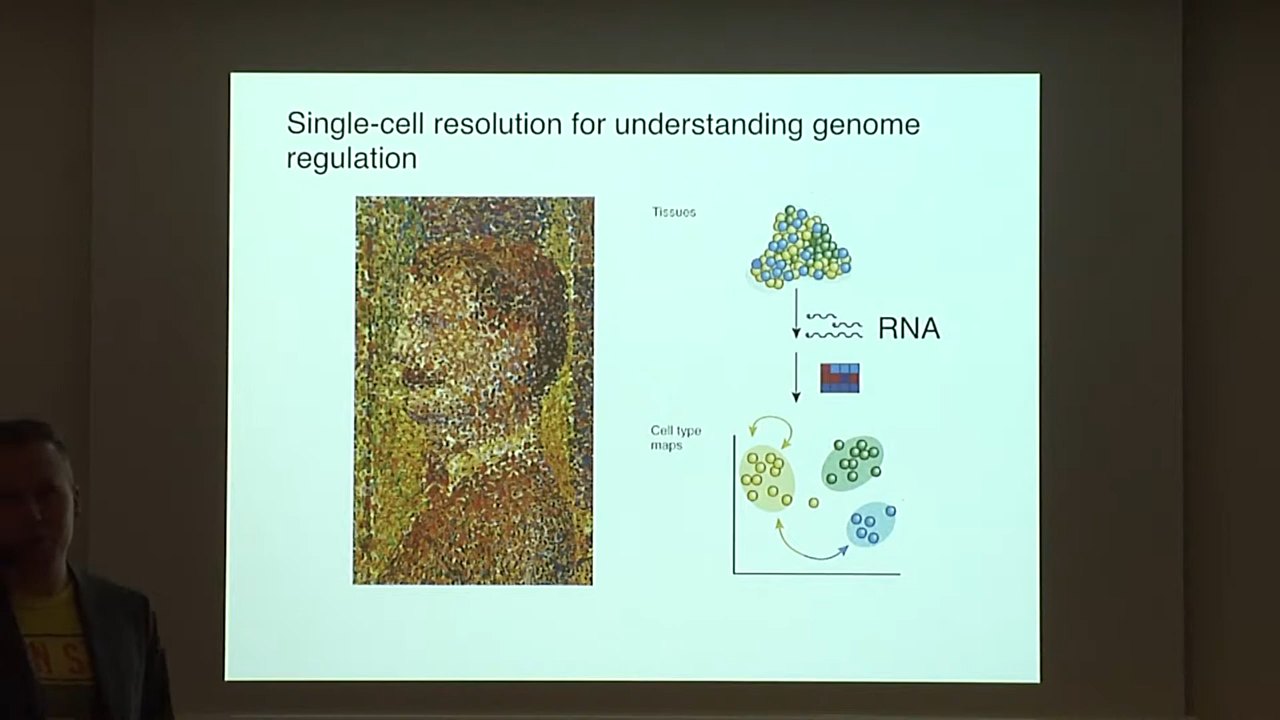 Single-cell resolution for understanding genome
regulation
Tissues
RNA
Cell type
maps
N S